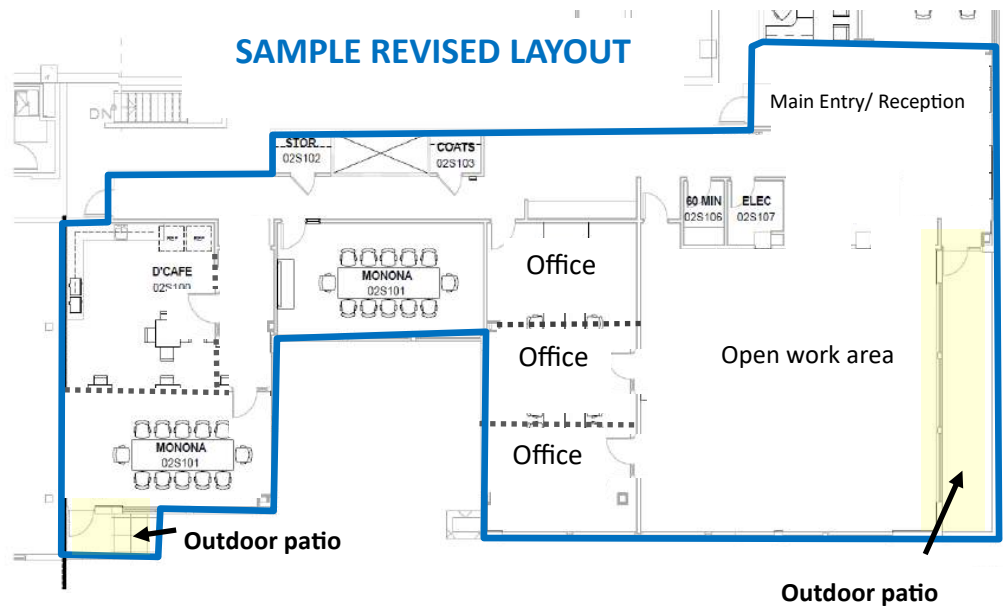 SAMPLE REVISED LAYOUT
Main Entry/ Reception
DN
STOR
02S102
COATS
02S103
60 MIN
02S106
ELEC
02S107
D'CAFE
02S100
MONONA
02S101
Office
Office
Open work area
Office
MONONA
02S101
Outdoor patio
Outdoor patio